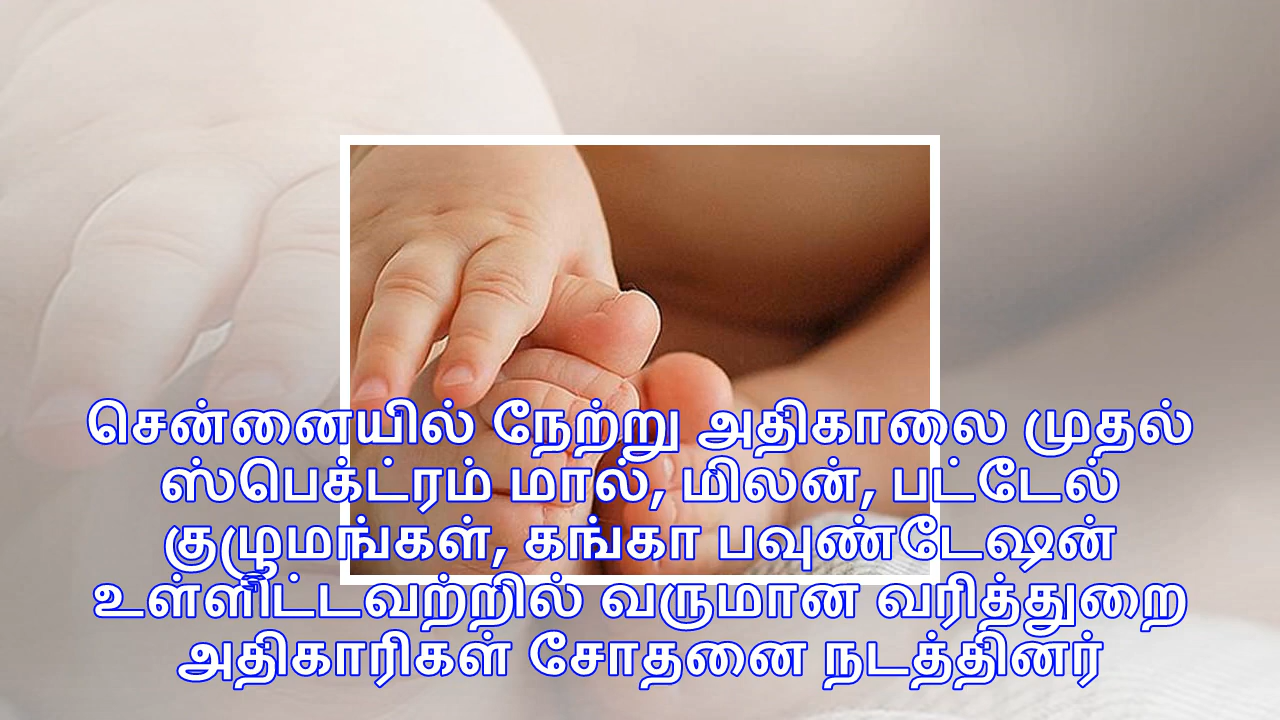 சென்னையில் நேற்று அதிகாலை முதல்
ஸ்பெக்ட்ரம் மால், மிலன், பட்டேல்
குழுமங்கள், கங்கா பவுண்டேஷன்
உள்ளிட்டவற்றில் வருமான வரித்துறை
அதிகாரிகள் சோதனை நடத்தினர்